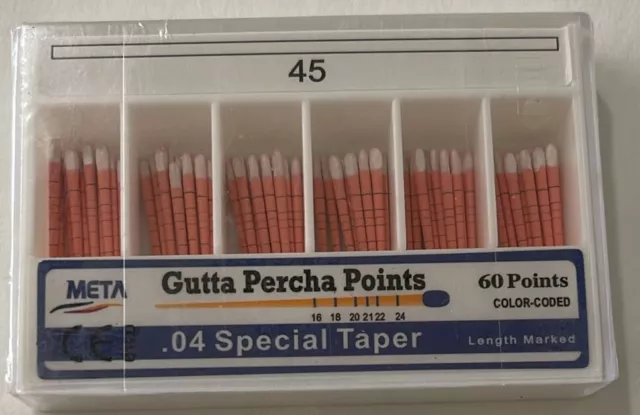 45
META
Gutta Percha Points
16 18 20 21 22 24
60 Points
COLOR-CODED
.04 Special Taper
Length Marked